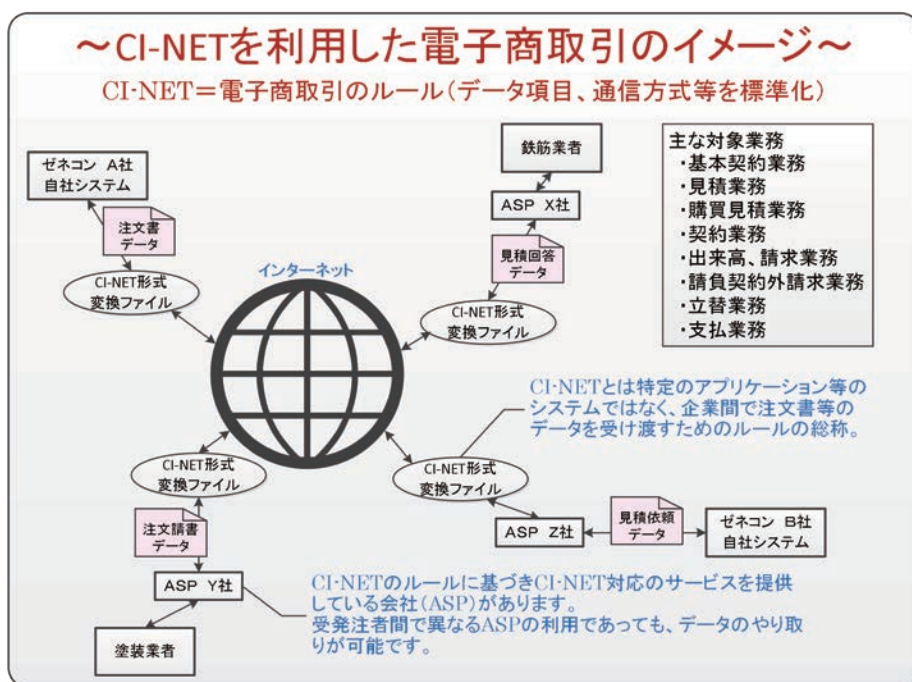 ～CI-NETを利用した電子商取引のイメージ～
CI-NET＝電子商取引のルール（データ項目、通信方式等を標準化）
ゼネコン A社
自社システム
注文書
データ
CI-NET形式
変換ファイル
インターネット
鉄筋業者
ASP X社
見積回答
データ
CI-NET形式
変換ファイル
主な対象業務
・基本契約業務
・見積業務
・購買見積業務
・契約業務
・出来高、請求業務
・請負契約外請求業務
・立替業務
・支払業務
CI-NETとは特定のアプリケーション等の
システムではなく、企業間で注文書等の
データを受け渡すためのルールの総称。
CI-NET形式
変換ファイル
注文請書
データ
ASP Y社
塗装業者
CI-NET形式
変換ファイル
ASP Z社
見積依頼
データ
ゼネコン B社
自社システム
CI-NETのルールに基づきCI-NET対応のサービスを提供
している会社（ASP）があります。
受発注者間で異なるASPの利用であっても、データのやり取
りが可能です。